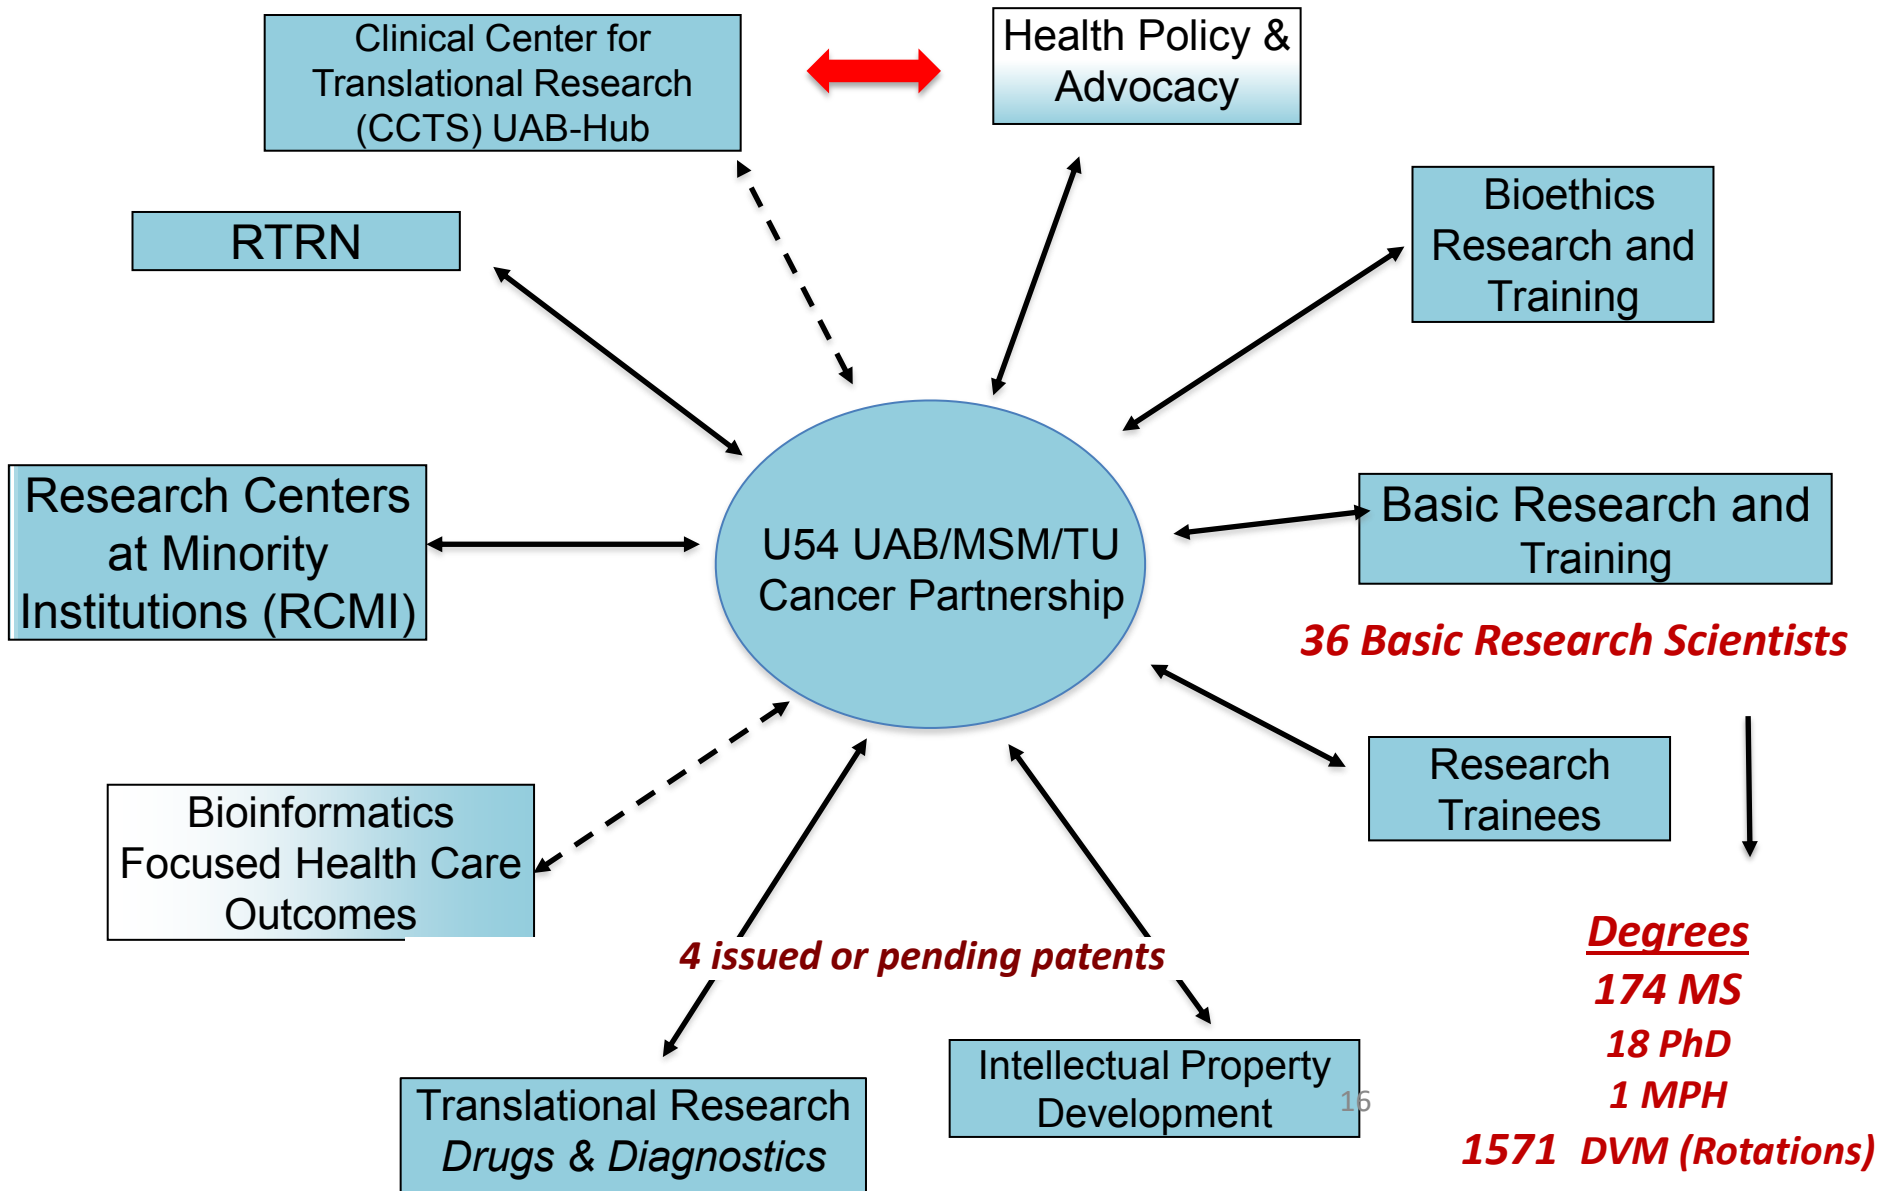 Clinical Center for
Translational Research
(CCTS) UAB-Hub
Health Policy &
Advocacy
Bioethics
Research and
Training
RTRN
Research Centers
at Minority
Institutions (RCMI)
U54 UAB/MSM/TU
Cancer Partnership
Basic Research and
Training
36 Basic Research Scientists
Research
Trainees
Bioinformatics
Focused Health Care
Outcomes
4 issued or pending patents
Degrees
174 MS
18 PhD
1 MPH
1571 DVM (Rotations)
Translational Research
Drugs & Diagnostics
Intellectual Property
Development
16